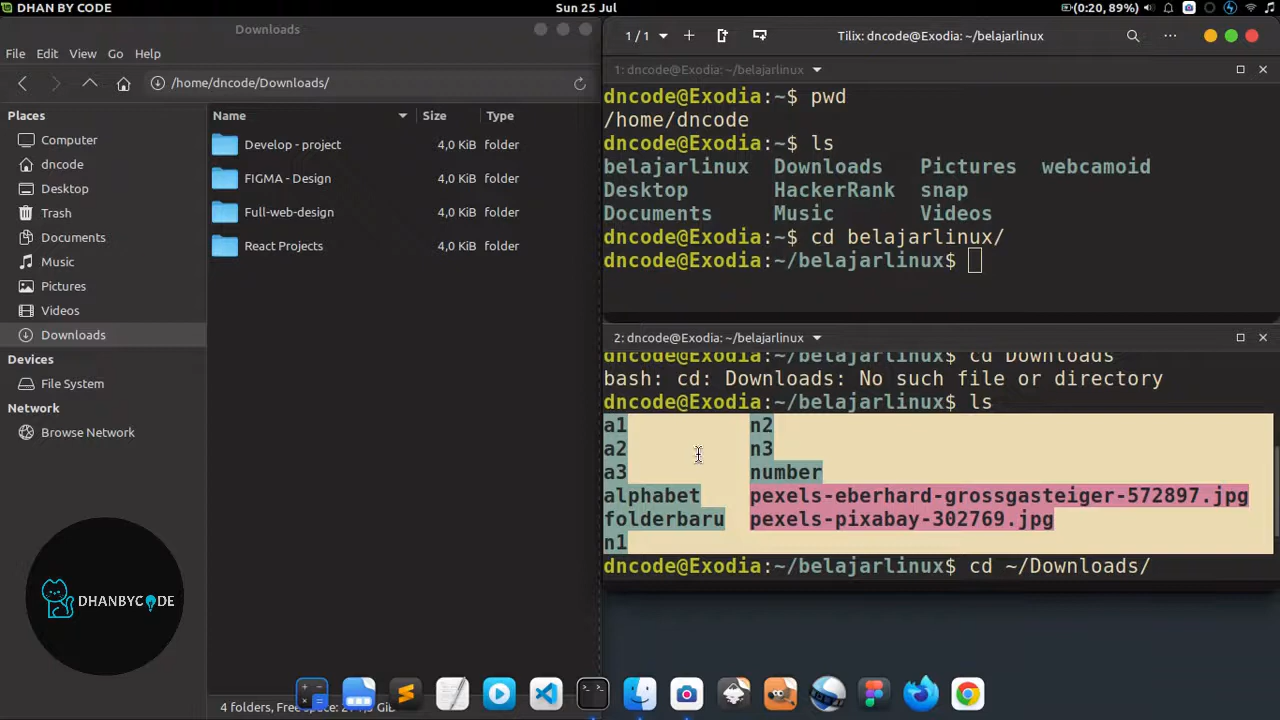 DHAN BY CODE
Sun 25 Jul
(0:20, 89%)
Downloads
File Edit View Go Help
/home/dncode/Downloads/
Places
Computer
dncode
Desktop
Trash
Documents
Music
Pictures
Videos
Downloads
Devices
File System
Network
Browse Network
Name Size Type
Develop - project 4,0 KiB folder
FIGMA - Design 4,0 KiB folder
Full-web-design 4,0 KiB folder
React Projects 4,0 KiB folder
DHANBYCODE
4 folders, Free space:
1 / 1 Tilix: dncode@Exodia: ~/belajarlinux
1: dncode@Exodia: ~/belajarlinux
dncode@Exodia:~$ pwd
/home/dncode
dncode@Exodia:~$ ls
belajarlinux Downloads Pictures webcamoid
Desktop HackerRank snap
Documents Music Videos
dncode@Exodia:~$ cd belajarlinux/
dncode@Exodia:~/belajarlinux$
2: dncode@Exodia: ~/belajarlinux
dncode@Exodia:~/belajarlinux$ cd Downloads
bash: cd: Downloads: No such file or directory
dncode@Exodia:~/belajarlinux$ ls
a1 n2
a2 n3
a3 number
alphabet pexels-eberhard-grossgasteiger-572897.jpg
folderbaru pexels-pixabay-302769.jpg
n1
dncode@Exodia:~/belajarlinux$ cd ~/Downloads/